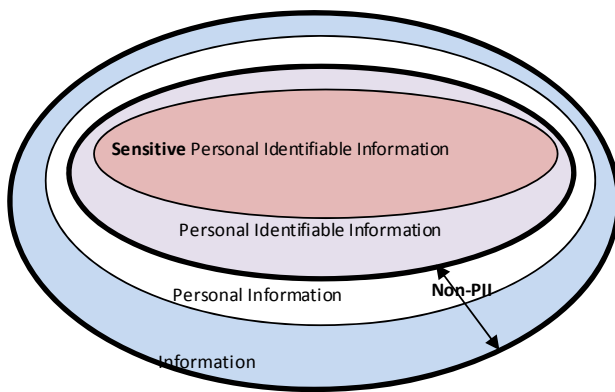 Sensitive Personal Identifiable Information
Personal Identifiable Information
Non-PII
Personal Information
Information